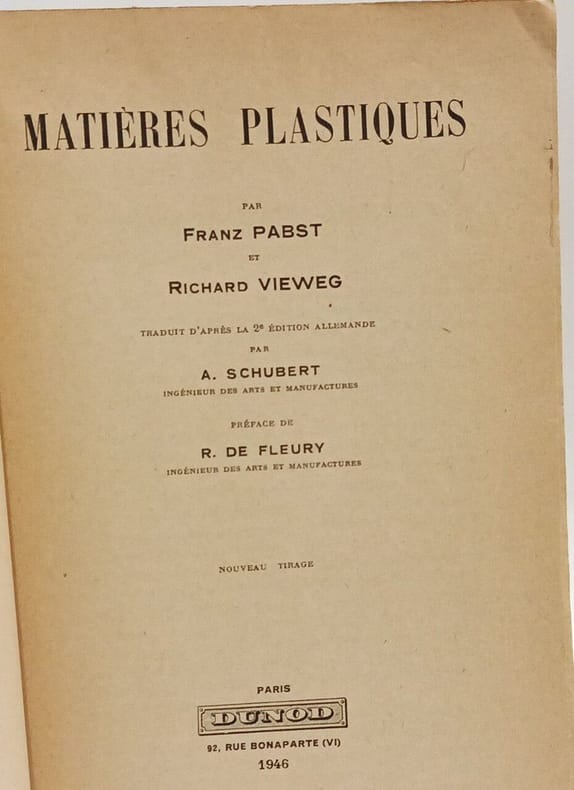 MATIÈRES PLASTIQUES
PAR
FRANZ PABST
ET
RICHARD VIEWEG
TRADUIT D'APRÈS LA 2e ÉDITION ALLEMANDE
PAR
A. SCHUBERT
INGÉNIEUR DES ARTS ET MANUFACTURES
PRÉFACE DE
R. DE FLEURY
INGÉNIEUR DES ARTS ET MANUFACTURES
NOUVEAU TIRAGE
PARIS
DUNOD
92, RUE BONAPARTE (VI)
1946